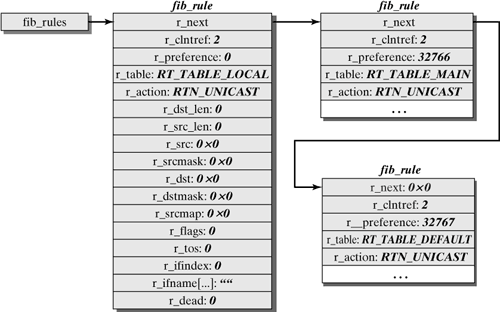 fib_rules
fib_rule
r_next
r_clntref: 2
r_preference: 0
r_table: RT_TABLE_LOCAL
r_action: RTN_UNICAST
r_dst_len: 0
r_src_len: 0
r_src: 0×0
r_srcmask: 0×0
r_dst: 0×0
r_dstmask: 0×0
r_srcmap: 0×0
r_flags: 0
r_tos: 0
r_ifindex: 0
r_ifname[...]: ““
r_dead: 0
fib_rule
r_next
r_clntref: 2
r_preference: 32766
r_table: RT_TABLE_MAIN
r_action: RTN_UNICAST
...
fib_rule
r_next: 0×0
r_clntref: 2
r__preference: 32767
r_table: RT_TABLE_DEFAULT
r_action: RTN_UNICAST
...